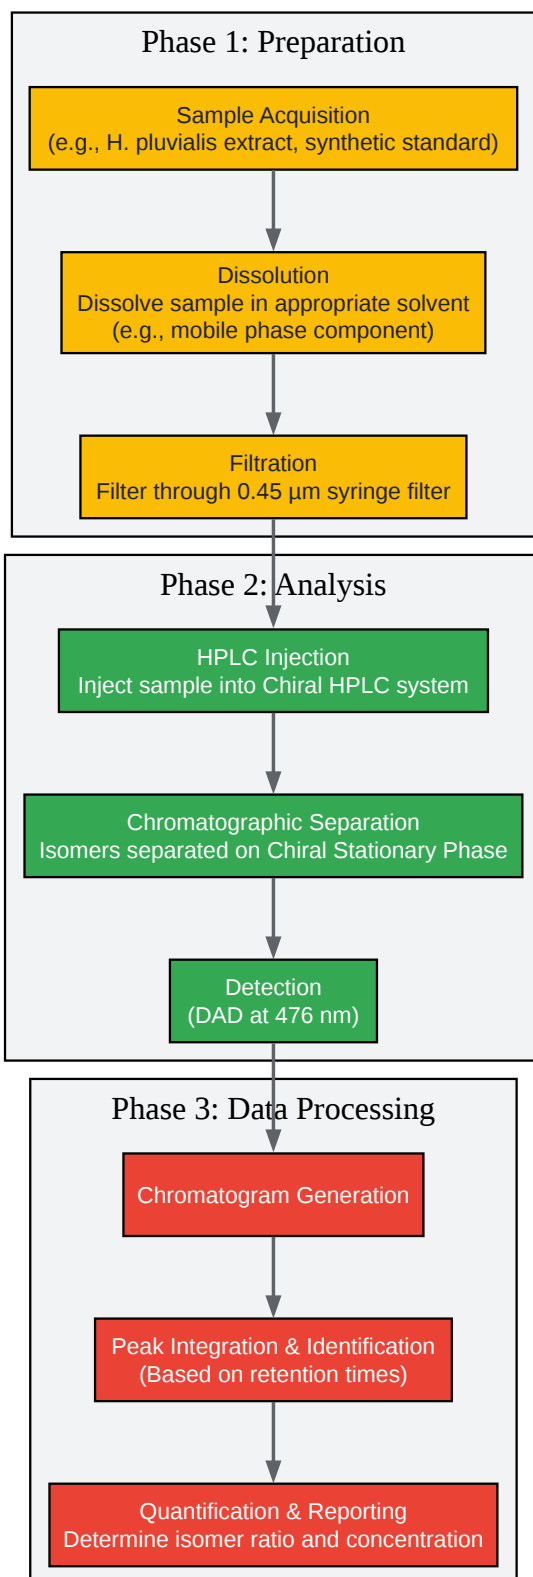 Phase 1: Preparation
Sample Acquisition
(e.g., H. pluvialis extract, synthetic standard)
Dissolution
Dissolve sample in appropriate solvent
(e.g., mobile phase component)
Filtration
Filter through 0.45 µm syringe filter
Phase 2: Analysis
HPLC Injection
Inject sample into Chiral HPLC system
Chromatographic Separation
Isomers separated on Chiral Stationary Phase
Detection
(DAD at 476 nm)
Phase 3: Data Processing
Chromatogram Generation
Peak Integration & Identification
(Based on retention times)
Quantification & Reporting
Determine isomer ratio and concentration